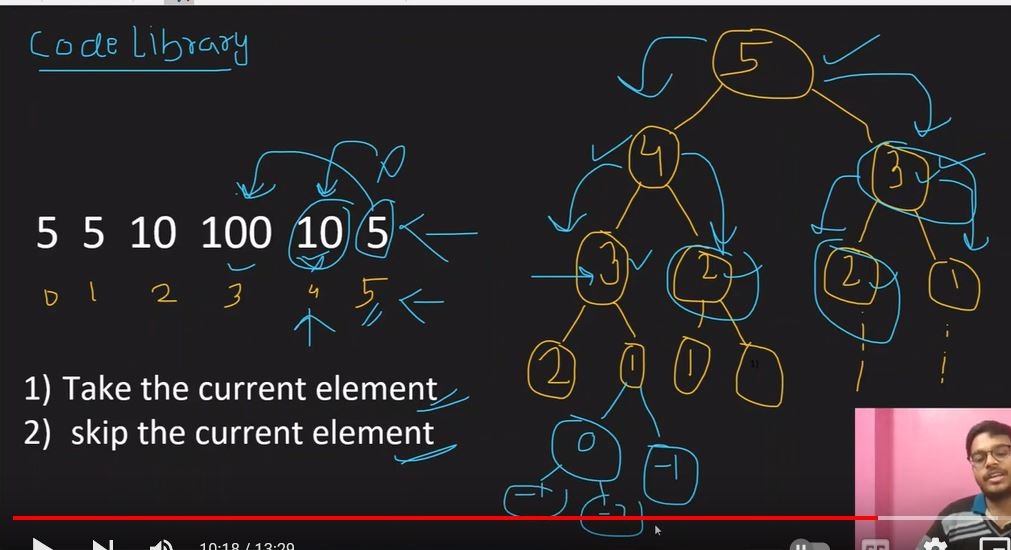 Code Library
5 5 10 100 10 5
0 1 2 3 4 5
1) Take the current element
2) skip the current element
5
4 3
3 2 2 1
2 1 1
0 -1
10:18 / 13:29